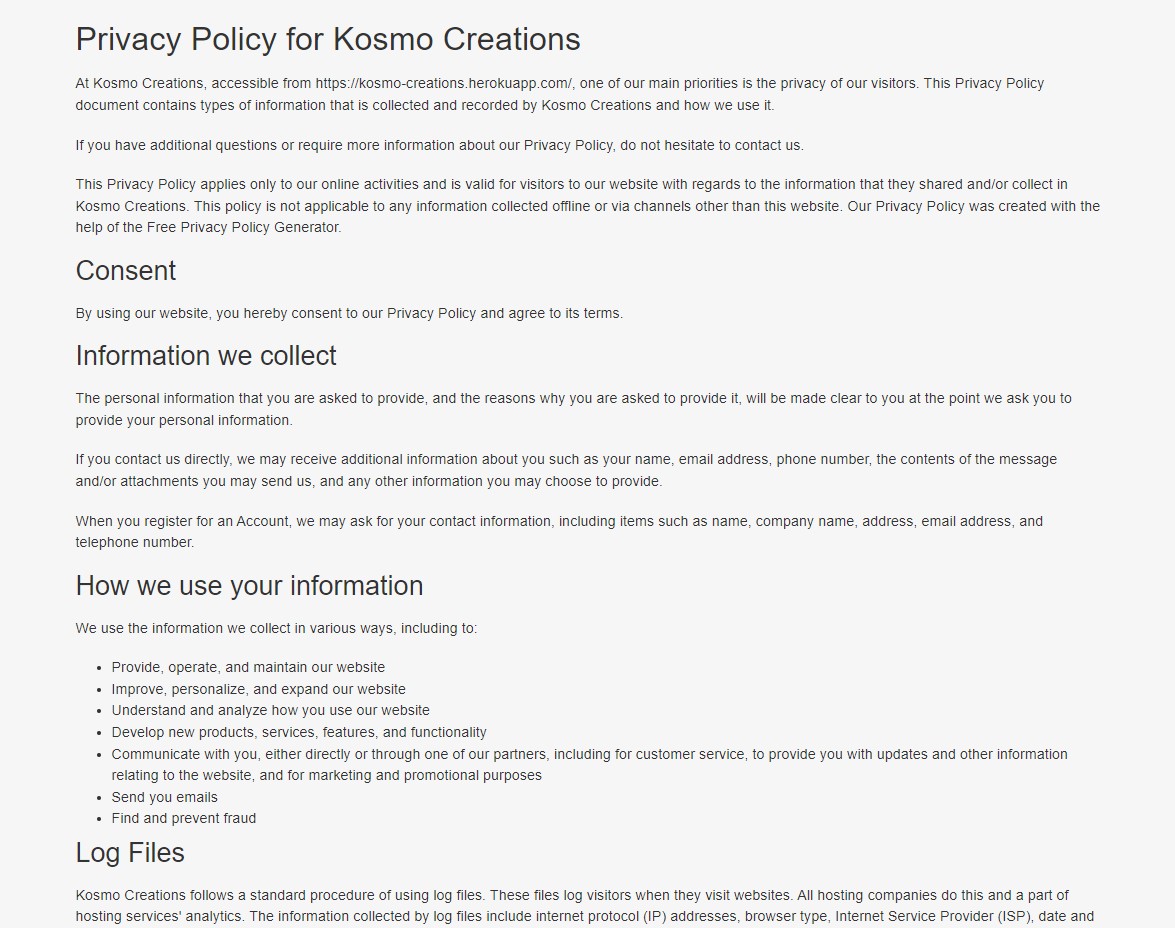 Privacy Policy for Kosmo Creations
At Kosmo Creations, accessible from https://kosmo-creations.herokuapp.com/, one of our main priorities is the privacy of our visitors. This Privacy Policy
document contains types of information that is collected and recorded by Kosmo Creations and how we use it.
If you have additional questions or require more information about our Privacy Policy, do not hesitate to contact us.
This Privacy Policy applies only to our online activities and is valid for visitors to our website with regards to the information that they shared and/or collect in
Kosmo Creations. This policy is not applicable to any information collected offline or via channels other than this website. Our Privacy Policy was created with the
help of the Free Privacy Policy Generator.
Consent
By using our website, you hereby consent to our Privacy Policy and agree to its terms.
Information we collect
The personal information that you are asked to provide, and the reasons why you are asked to provide it, will be made clear to you at the point we ask you to
provide your personal information.
If you contact us directly, we may receive additional information about you such as your name, email address, phone number, the contents of the message
and/or attachments you may send us, and any other information you may choose to provide.
When you register for an Account, we may ask for your contact information, including items such as name, company name, address, email address, and
telephone number.
How we use your information
We use the information we collect in various ways, including to:
• Provide, operate, and maintain our website
• Improve, personalize, and expand our website
• Understand and analyze how you use our website
• Develop new products, services, features, and functionality
• Communicate with you, either directly or through one of our partners, including for customer service, to provide you with updates and other information
relating to the website, and for marketing and promotional purposes
• Send you emails
• Find and prevent fraud
Log Files
Kosmo Creations follows a standard procedure of using log files. These files log visitors when they visit websites. All hosting companies do this and a part of
hosting services' analytics. The information collected by log files include internet protocol (IP) addresses, browser type, Internet Service Provider (ISP), date and